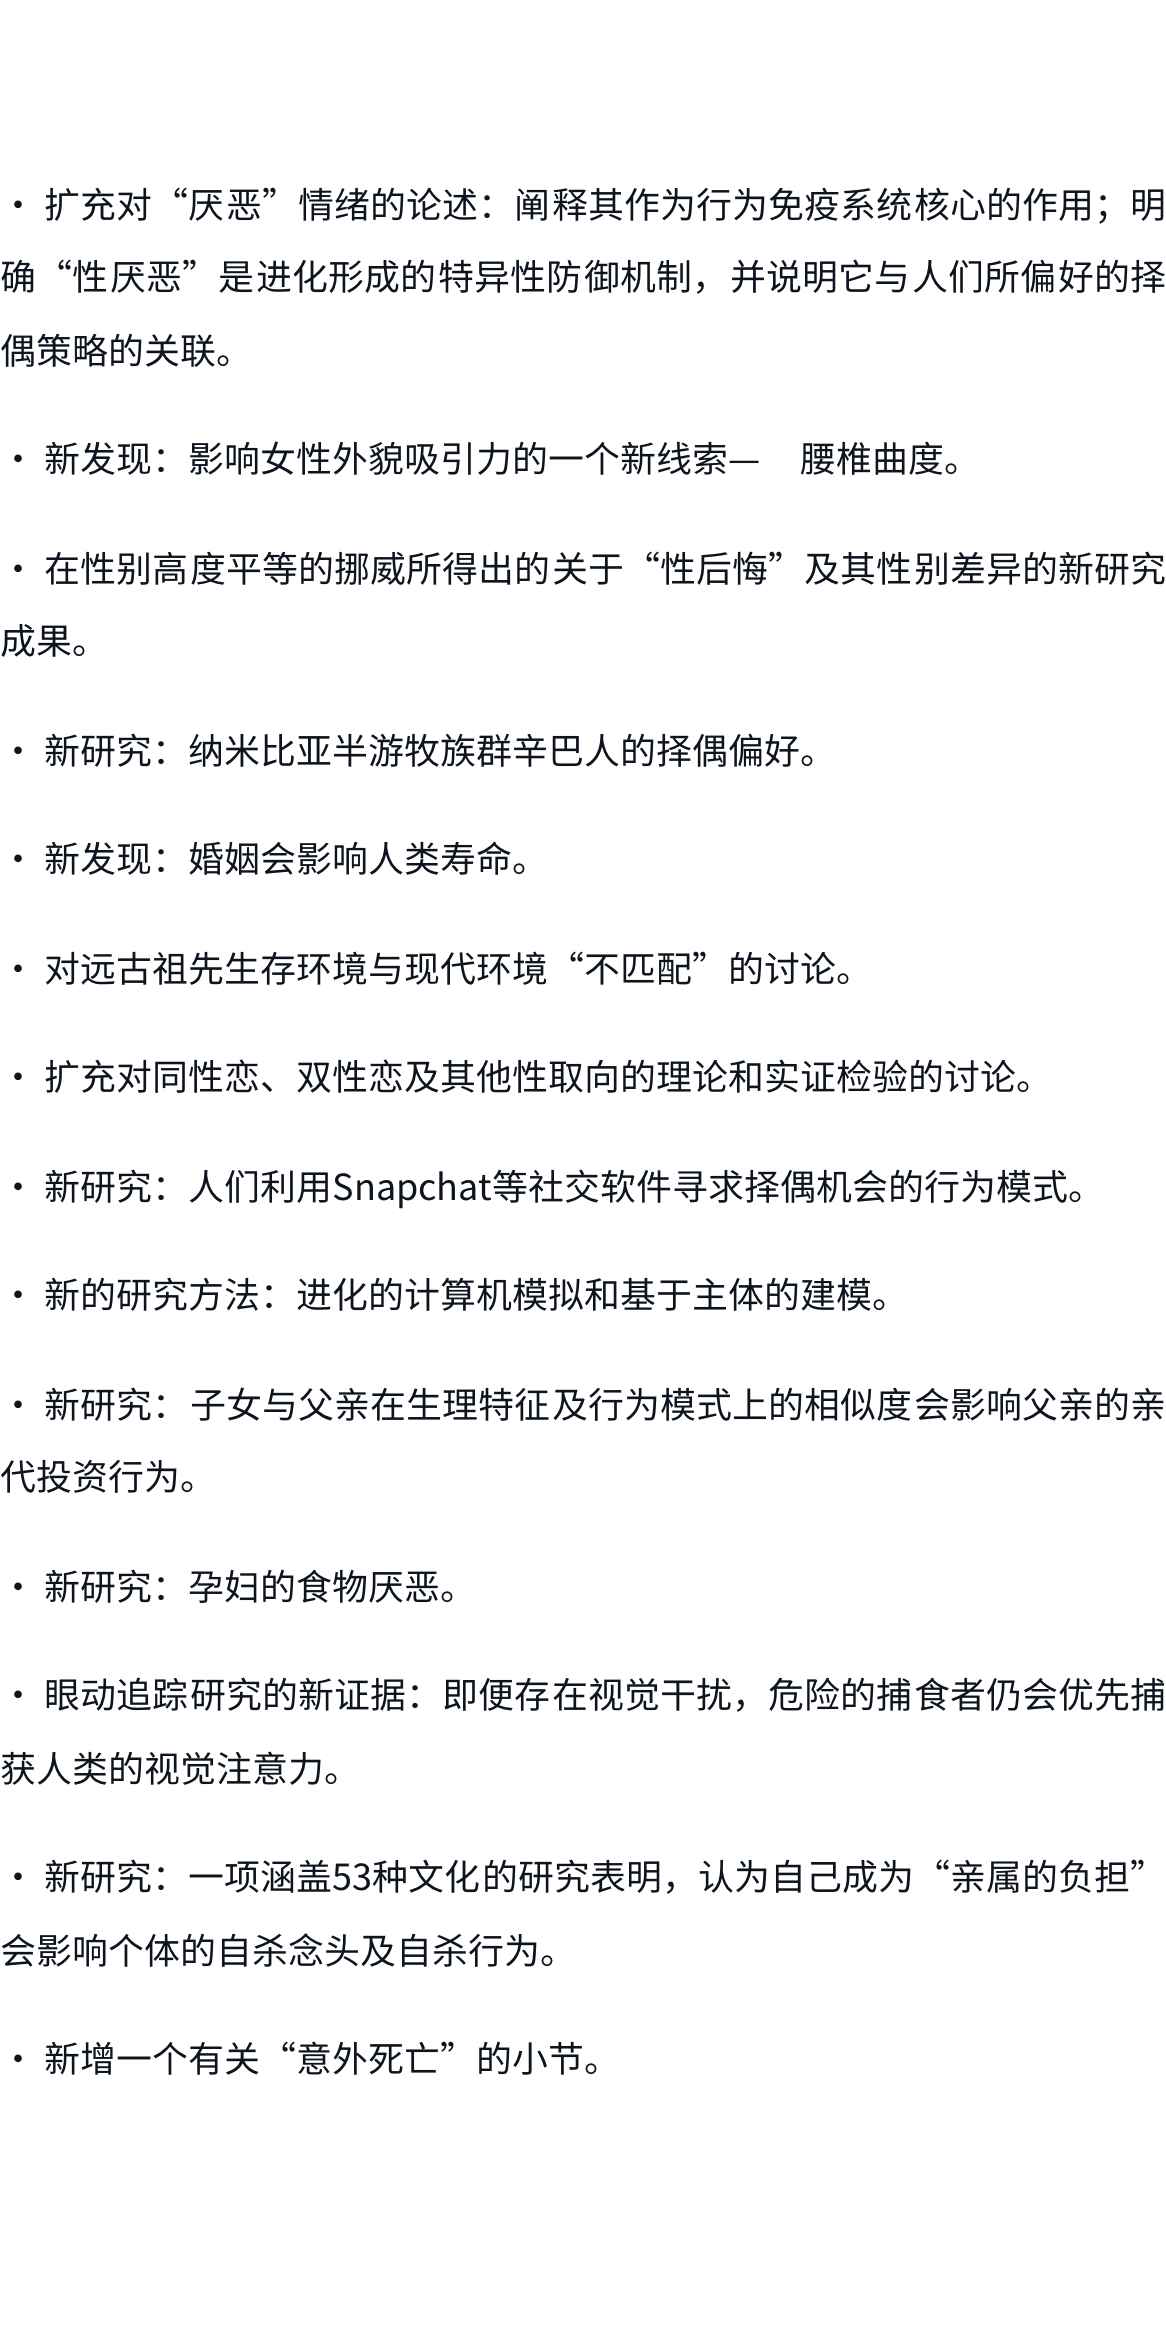 · 扩充对“厌恶”情绪的论述：阐释其作为行为免疫系统核心的作用；明
确“性厌恶”是进化形成的特异性防御机制，并说明它与人们所偏好的择
偶策略的关联。
· 新发现：影响女性外貌吸引力的一个新线索— 腰椎曲度。
· 在性别高度平等的挪威所得出的关于“性后悔”及其性别差异的新研究
成果。
· 新研究：纳米比亚半游牧族群辛巴人的择偶偏好。
· 新发现：婚姻会影响人类寿命。
· 对远古祖先生存环境与现代环境“不匹配”的讨论。
· 扩充对同性恋、双性恋及其他性取向的理论和实证检验的讨论。
· 新研究：人们利用Snapchat等社交软件寻求择偶机会的行为模式。
· 新的研究方法：进化的计算机模拟和基于主体的建模。
· 新研究：子女与父亲在生理特征及行为模式上的相似度会影响父亲的亲
代投资行为。
· 新研究：孕妇的食物厌恶。
· 眼动追踪研究的新证据：即便存在视觉干扰，危险的捕食者仍会优先捕
获人类的视觉注意力。
· 新研究：一项涵盖53种文化的研究表明，认为自己成为“亲属的负担”
会影响个体的自杀念头及自杀行为。
· 新增一个有关“意外死亡”的小节。